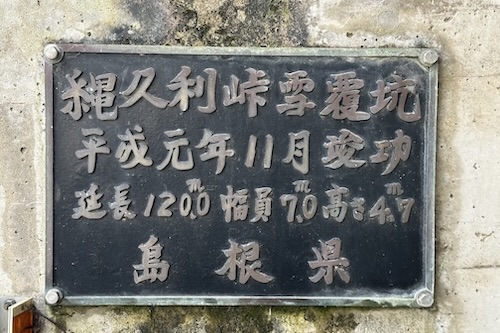 縄久利峠雪覆坑
平成元年11月竣功
延長120.0m 幅員7.0m 高さ4.7m
島根県